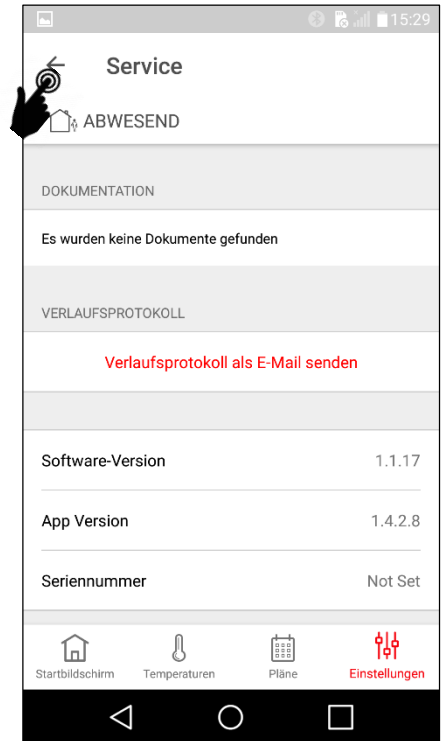 15:29
Service
ABWESEND
DOKUMENTATION
Es wurden keine Dokumente gefunden
VERLAUFSPROTOKOLL
Verlaufsprotokoll als E-Mail senden
Software-Version 1.1.17
App Version 1.4.2.8
Seriennummer Not Set
Startbildschirm Temperaturen Pläne Einstellungen